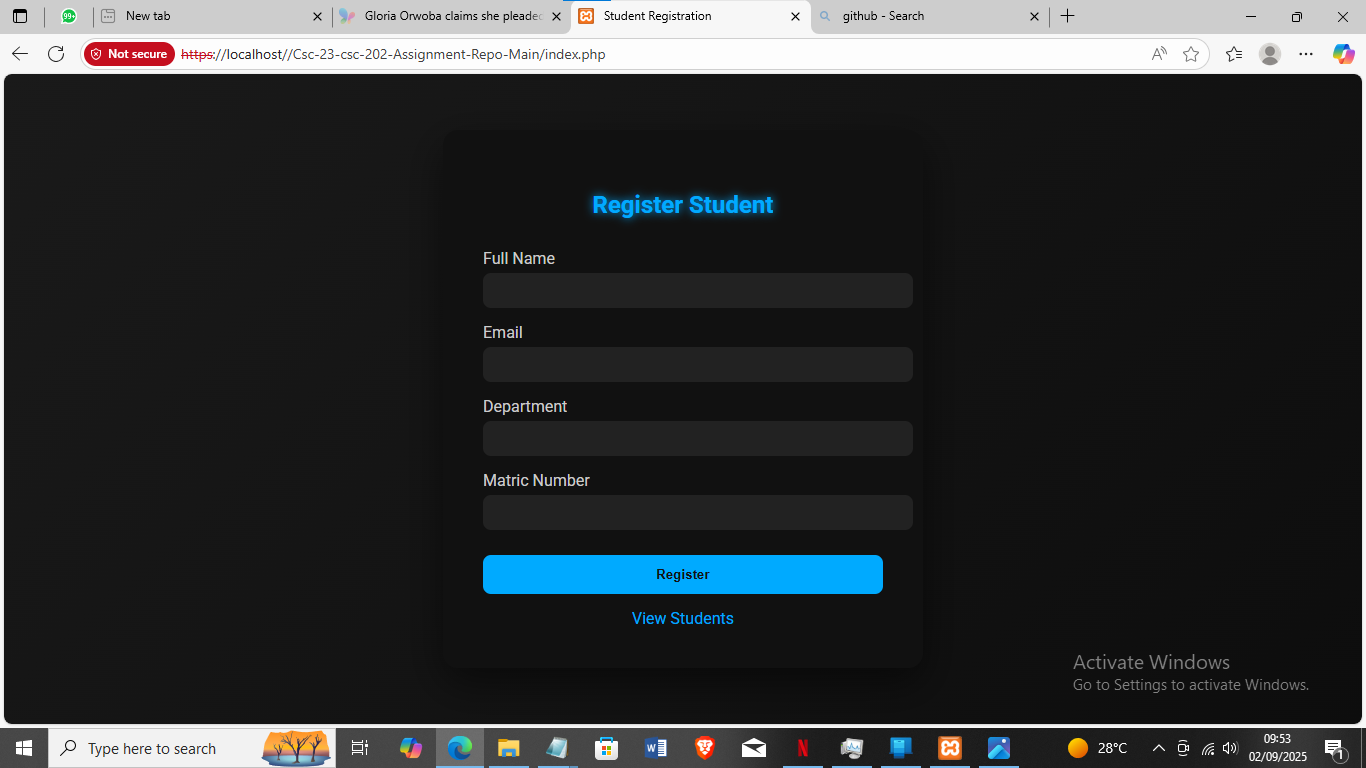 99+
New tab
Gloria Orwoba claims she pleaded
Student Registration
github - Search
Not secure
https://localhost//Csc-23-csc-202-Assignment-Repo-Main/index.php
Register Student
Full Name
Email
Department
Matric Number
Register
View Students
Activate Windows
Go to Settings to activate Windows.
Type here to search
28°C
09:53
02/09/2025
1